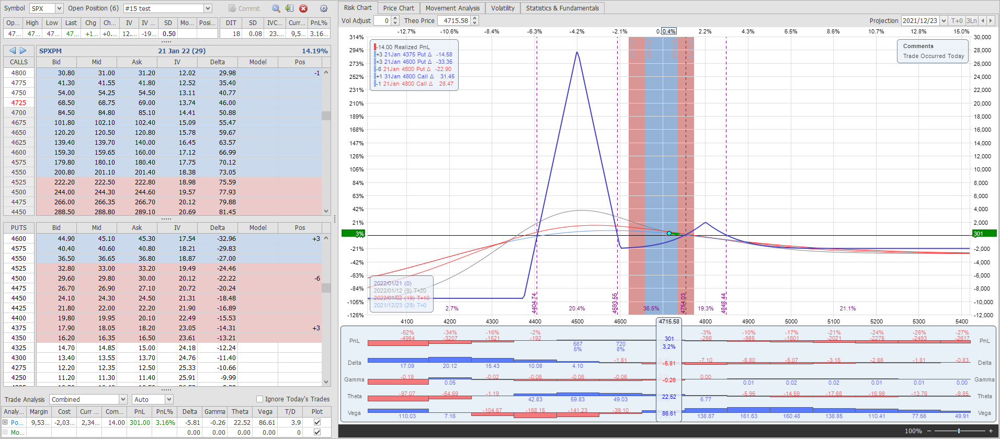 Symbol SPX Open Position (6) #15 test Commit
Op... High Low Last Chg Ch... IV IV ... SD Mo... Posi... DIT SD IVC... Curr... PnL%
47... 47... 47... 47... +1... +0... 12.... -19... 0.50 18 0.08 23.... 9,5... 3.16...
SPXPM 21 Jan 22 (29) 14.19%
CALLS Bid Mid Ask IV Delta Model Pos
4800 30.80 31.00 31.20 12.02 29.98 -1
4775 41.30 41.55 41.80 12.52 35.40
4750 54.00 54.25 54.50 13.11 40.77
4725 68.50 68.75 69.00 13.74 46.00
4700 84.50 84.80 85.10 14.41 50.88
4675 101.80 102.10 102.40 15.09 55.47
4650 120.20 120.50 120.80 15.78 59.67
4625 139.40 139.70 140.00 16.45 63.57
4600 159.30 159.65 160.00 17.12 66.99
4575 179.80 180.10 180.40 17.75 70.12
4550 200.80 201.10 201.40 18.38 73.05
4525 222.20 222.50 222.80 18.98 75.59
4500 244.00 244.30 244.60 19.57 77.93
4475 266.00 266.35 266.70 20.12 79.88
4450 288.50 288.80 289.10 20.69 81.45
PUTS Bid Mid Ask IV Delta Model Pos
4600 44.90 45.10 45.30 17.54 -32.96 +3
4575 40.40 40.60 40.80 18.21 -29.83
4550 36.50 36.65 36.80 18.87 -27.00
4525 32.80 33.00 33.20 19.49 -24.46
4500 29.60 29.80 30.00 20.12 -22.22 -6
4475 26.70 26.90 27.10 20.72 -20.24
4450 24.10 24.30 24.50 21.31 -18.48
4425 21.80 22.00 22.20 21.90 -16.89
4400 19.80 19.95 20.10 22.49 -15.53
4375 17.90 18.05 18.20 23.05 -14.31 +3
4350 16.20 16.35 16.50 23.61 -13.21
4325 14.70 14.85 15.00 24.18 -12.24
4300 13.40 13.55 13.70 24.76 -11.40
4275 12.20 12.35 12.50 25.33 -10.66
4250 11.20 11.30 11.40 25.91 -9.99
Trade Analysis Combined Auto Ignore Today's Trades
Analy... Margin Cost Curr ... Com... PnL PnL% Delta Gamma Theta Vega T/D Plot
Po... 9,53... -2,03... 2,34... 14.00 301.00 3.16% -5.81 -0.26 22.52 86.61 3.9
Mo... 0.00 0.00 0.00 0.00 0
Risk Chart Price Chart Movement Analysis Volatility Statistics & Fundamentals
Vol Adjust 0 Theo Price 4715.58 Projection 2021/12/23 T+0 3Ln
-12.7% -10.6% -8.4% -6.3% -4.2% -2.1% 0. 0.4% 2.2% 4.3% 6.5% 8.6% 10.7% 12.8% 15.0%
314% 30,000
294% 28,000
273% 26,000
252% 24,000
231% 22,000
210% 20,000
189% 18,000
168% 16,000
147% 14,000
126% 12,000
105% 10,000
84% 8,000
63% 6,000
42% 4,000
21% 2,000
3% 301
-21% -2,000
-42% -4,000
-63% -6,000
-84% -8,000
-105% -10,000
-126% -12,000
-14.00 Realized PnL
+3 21Jan 4375 Put Δ -14.58
+3 21Jan 4600 Put Δ -33.35
-6 21Jan 4500 Put Δ -22.90
+1 31Jan 4800 Call Δ 31.45
-1 21Jan 4800 Call Δ 28.47
Comments
Trade Occurred Today
2022/01/21 (0)
2022/01/12 (9) T+20
2022/01/02 (19) T+10
2021/12/23 (29) T+0
4404.74 4593.55 4754.03 4848.44
2.7% 20.4% 36.5% 19.3% 21.1%
4100 4200 4300 4400 4500 4600 4715.58 4800 4900 5000 5100 5200 5300 5400
-52% -34% -16% -2% -3% -10% -17% -21% -24% -26% -27%
PnL -4964 -3207 -1521 -192 301 -266 -985 -1601 -2021 -2275 -2493 -2617 PnL
567 720
6% 8% 3.2%
Delta -1.61 -5.81 -7.10 -6.80 -5.07 -3.15 -2.66 -1.81 -0.83 Delta
17.09 20.12 15.43 10.08 4.10
Gamma -0.19 -0.02 -0.06 -0.06 -0.06 -0.26 0.00 Gamma
0.05 0.01 0.02 0.02 0.01 0.01 0.00
Theta -97.07 -54.69 -1.19 22.52 -5.95 -14.59 -17.68 -16.98 -13.76 -9.85 Theta
42.83 59.83 49.03 6.77
Vega -104.67 -168.15 -141.23 -39.10 86.61 Vega
110.03 7.16 138.87 161.63 160.48 138.85 110.41 77.56 49.91
100%